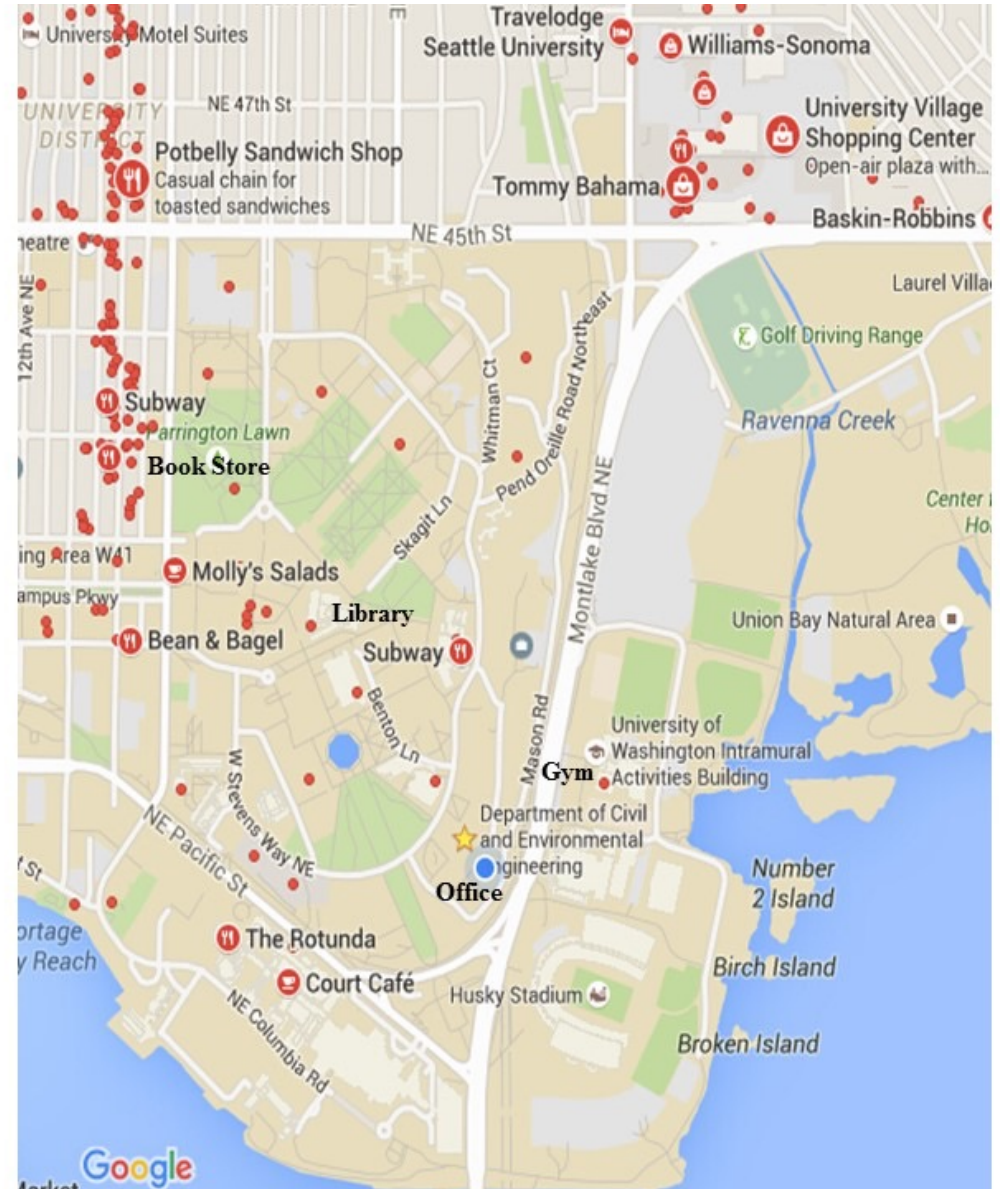 Travelodge
Seattle University
University Motel Suites
Williams-Sonoma
NE 47th St
UNIVERSITY
DISTRICT
University Village
Shopping Center
Open-air plaza with...
Potbelly Sandwich Shop
Casual chain for
toasted sandwiches
Tommy Bahama
Baskin-Robbins
NE 45th St
heatre
12th Ave NE
Laurel Villa
Golf Driving Range
Whitman Ct
Pend Oreille Road Northeast
Subway
Ravenna Creek
Parrington Lawn
Book Store
Montlake Blvd NE
Skagit Ln
Center
Ho
ing Area W41
Molly's Salads
ampus Pkwy
Library
Union Bay Natural Area
Bean & Bagel
Subway
Benton Ln
Mason Rd
University of
Washington Intramural
Activities Building
Gym
W Stevens Way NE
NE Pacific St
Department of Civil
and Environmental
ngineering
Office
Number
2 Island
t St
ortage
y Reach
The Rotunda
Court Café
Birch Island
Husky Stadium
NE Columbia Rd
Broken Island
Google
Market
E